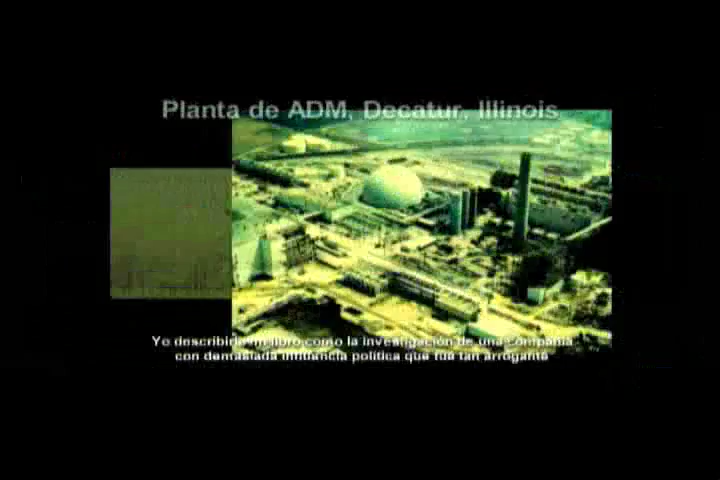 Planta de ADM, Decatur, Illinois
Yo describiría mi libro como la investigación de una compañía
con demasiada influencia política que fue tan arrogante